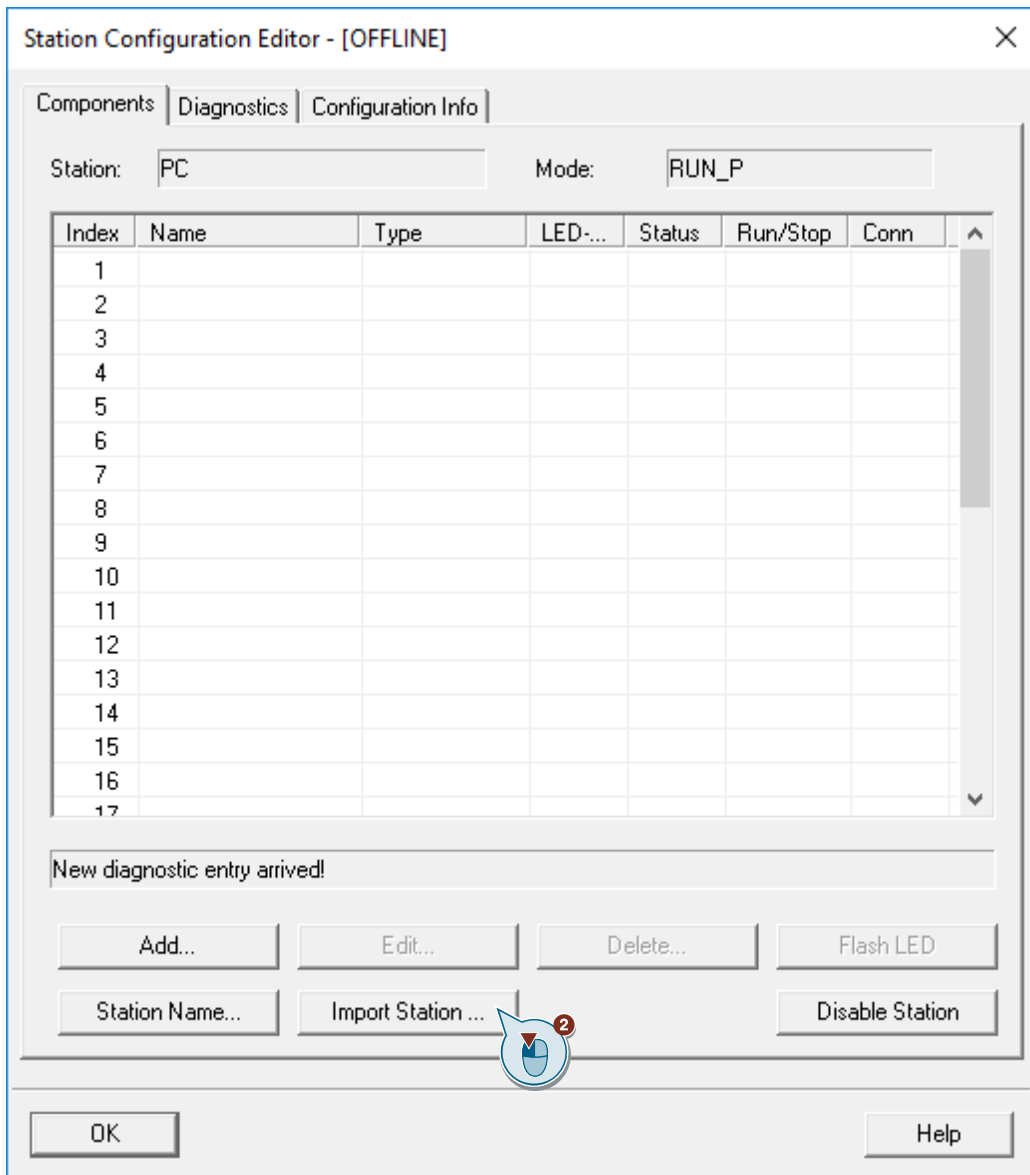 Station Configuration Editor - [OFFLINE]
Components Diagnostics Configuration Info
Station: PC Mode: RUN_P
Index Name Type LED-... Status Run/Stop Conn
1
2
3
4
5
6
7
8
9
10
11
12
13
14
15
16
17
New diagnostic entry arrived!
Add... Edit... Delete... Flash LED
Station Name... Import Station ... Disable Station
2
OK Help